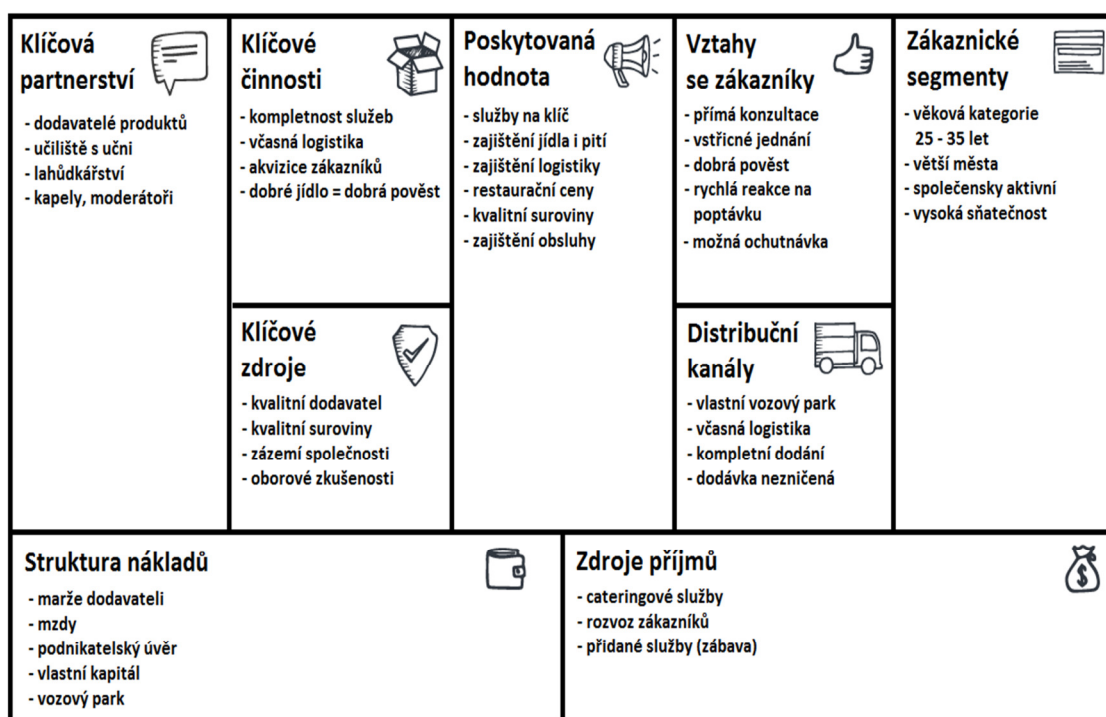 Klíčová
partnerství
- dodavatelé produktů
- učiliště s učni
- lahůdkářství
- kapely, moderátoři
Klíčové
činnosti
- kompletnost služeb
- včasná logistika
- akvizice zákazníků
- dobré jídlo = dobrá pověst
Klíčové
zdroje
- kvalitní dodavatel
- kvalitní suroviny
- zázemí společnosti
- oborové zkušenosti
Poskytovaná
hodnota
- služby na klíč
- zajištění jídla i pití
- zajištění logistiky
- restaurační ceny
- kvalitní suroviny
- zajištění obsluhy
Vztahy
se zákazníky
- přímá konzultace
- vstřícné jednání
- dobrá pověst
- rychlá reakce na
poptávku
- možná ochutnávka
Distribuční
kanály
- vlastní vozový park
- včasná logistika
- kompletní dodání
- dodávka nezničená
Zákaznické
segmenty
- věková kategorie
25 - 35 let
- větší města
- společensky aktivní
- vysoká sňatečnost
Struktura nákladů
- marže dodavateli
- mzdy
- podnikatelský úvěr
- vlastní kapitál
- vozový park
Zdroje příjmů
- cateringové služby
- rozvoz zákazníků
- přidané služby (zábava)
$